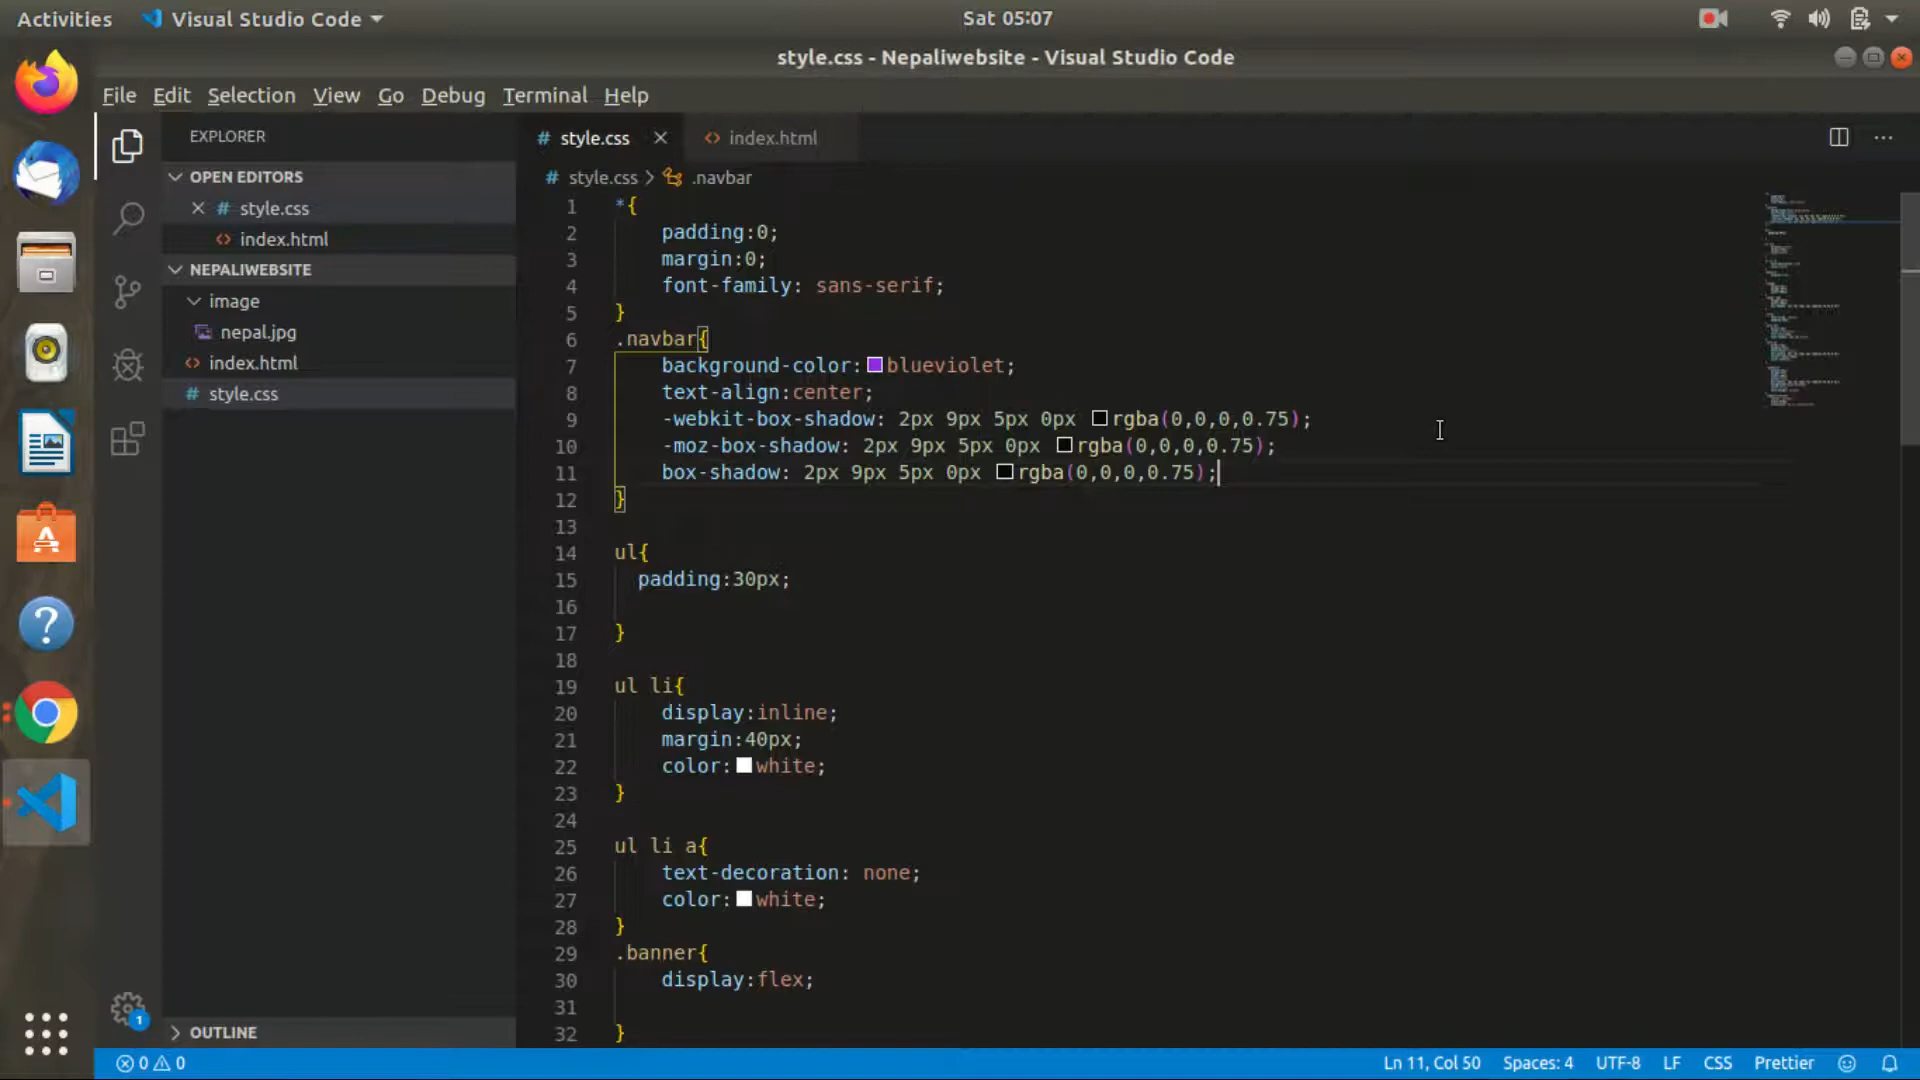 Activities Visual Studio Code Sat 05:07
style.css - Nepaliwebsite - Visual Studio Code
File Edit Selection View Go Debug Terminal Help
EXPLORER
OPEN EDITORS
style.css
index.html
NEPALIWEBSITE
image
nepal.jpg
index.html
style.css
OUTLINE
style.css index.html
style.css > .navbar
1 *{
2 padding:0;
3 margin:0;
4 font-family: sans-serif;
5 }
6 .navbar{
7 background-color:blueviolet;
8 text-align:center;
9 -webkit-box-shadow: 2px 9px 5px 0px rgba(0,0,0,0.75);
10 -moz-box-shadow: 2px 9px 5px 0px rgba(0,0,0,0.75);
11 box-shadow: 2px 9px 5px 0px rgba(0,0,0,0.75);
12 }
13
14 ul{
15 padding:30px;
16
17 }
18
19 ul li{
20 display:inline;
21 margin:40px;
22 color:white;
23 }
24
25 ul li a{
26 text-decoration: none;
27 color:white;
28 }
29 .banner{
30 display:flex;
31
32 }
1
0 0 Ln 11, Col 50 Spaces: 4 UTF-8 LF CSS Prettier